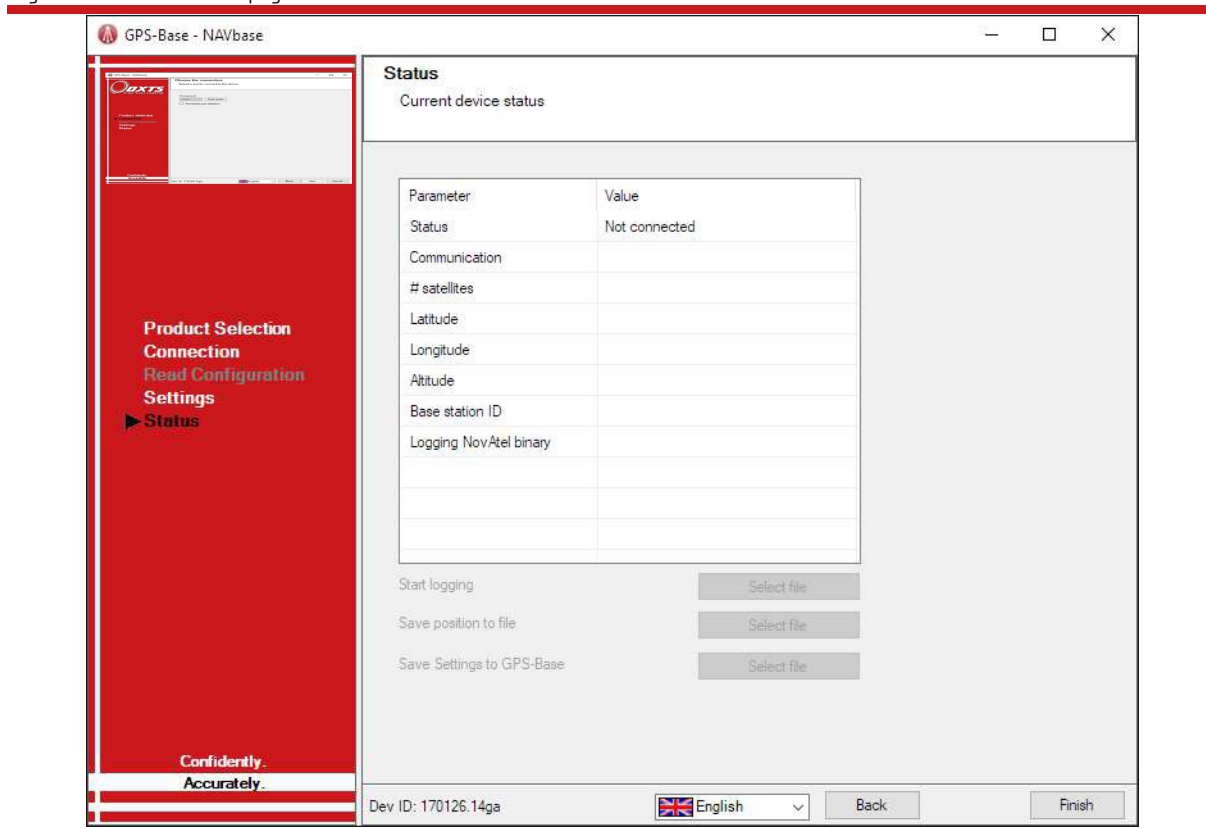 GPS-Base - NAVbase
OXTS
Status
Current device status
Parameter Value
Status Not connected
Communication
# satellites
Latitude
Longitude
Altitude
Base station ID
Logging NovAtel binary
Product Selection
Connection
Read Configuration
Settings
Status
Start logging Select file
Save position to file Select file
Save Settings to GPS-Base Select file
Confidently.
Accurately.
Dev ID: 170126.14ga English Back Finish